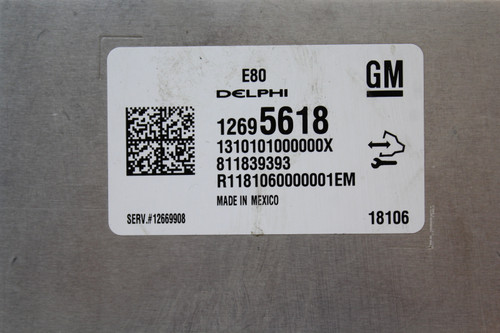 E80
DELPHI
GM
12695618
1310101000000X
811839393
R1181060000001EM
MADE IN MEXICO
SERV.#12669908
18106